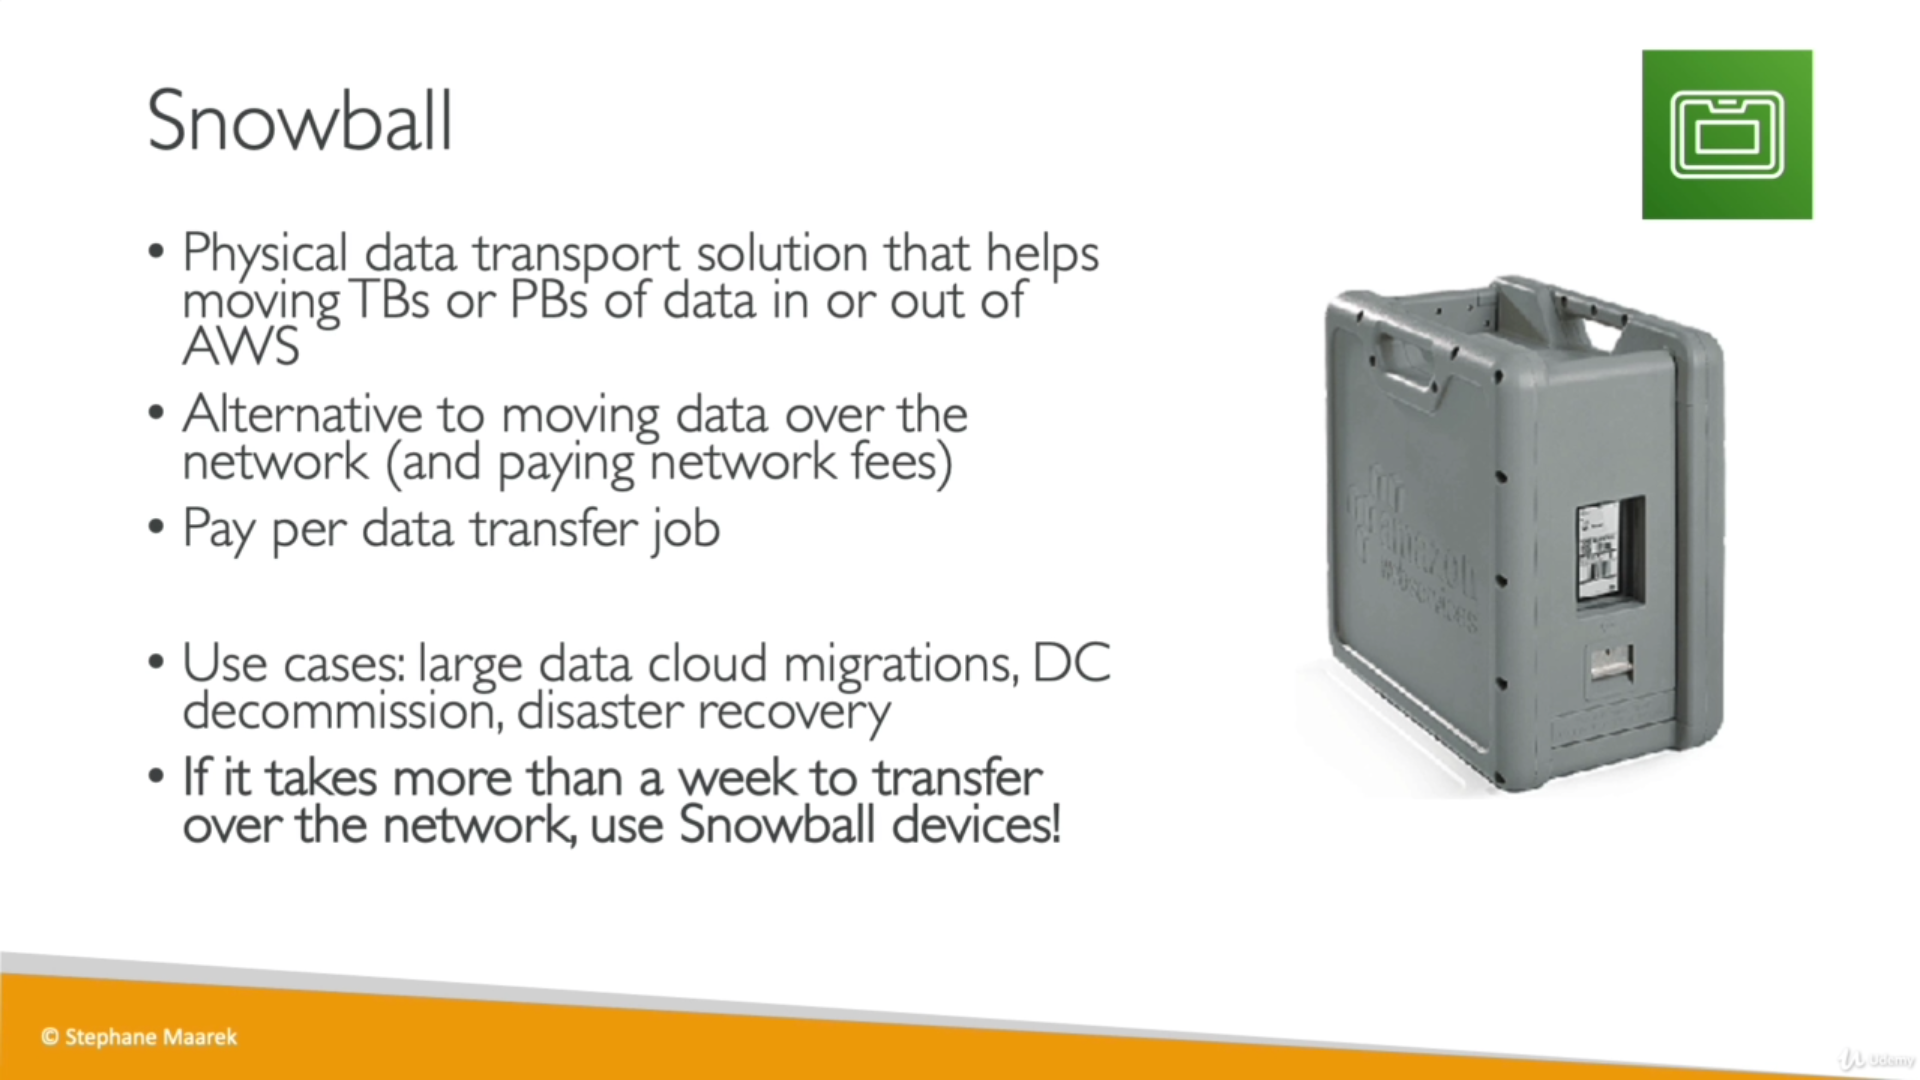 Snowball
• Physical data transport solution that helps
moving TBs or PBs of data in or out of
AWS
• Alternative to moving data over the
network (and paying network fees)
• Pay per data transfer job
• Use cases: large data cloud migrations, DC
decommission, disaster recovery
• If it takes more than a week to transfer
over the network, use Snowball devices!
amazon
webservices
© Stephane Maarek
Udemy